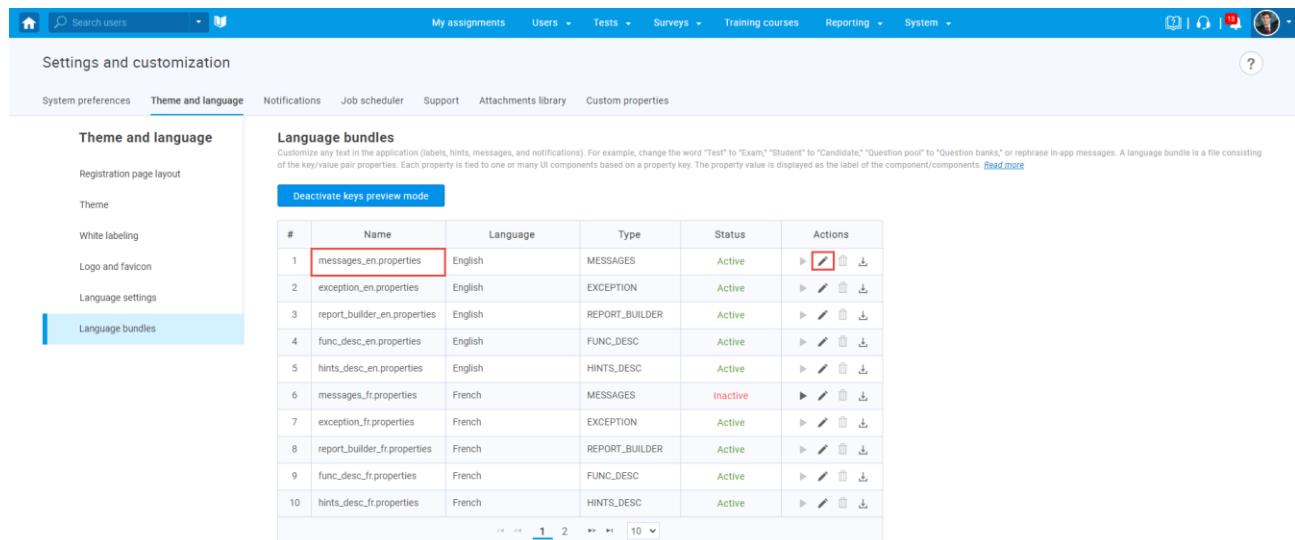 Search users
My assignments Users Tests Surveys Training courses Reporting System
13
Settings and customization
?
System preferences Theme and language Notifications Job scheduler Support Attachments library Custom properties
Theme and language
Registration page layout
Theme
White labeling
Logo and favicon
Language settings
Language bundles
Language bundles
Customize any text in the application (labels, hints, messages, and notifications). For example, change the word "Test" to "Exam," "Student" to "Candidate," "Question pool" to "Question banks," or rephrase in-app messages. A language bundle is a file consisting
of the key/value pair properties. Each property is tied to one or many UI components based on a property key. The property value is displayed as the label of the component/components. Read more
Deactivate keys preview mode
# Name Language Type Status Actions
1 messages_en.properties English MESSAGES Active
2 exception_en.properties English EXCEPTION Active
3 report_builder_en.properties English REPORT_BUILDER Active
4 func_desc_en.properties English FUNC_DESC Active
5 hints_desc_en.properties English HINTS_DESC Active
6 messages_fr.properties French MESSAGES Inactive
7 exception_fr.properties French EXCEPTION Active
8 report_builder_fr.properties French REPORT_BUILDER Active
9 func_desc_fr.properties French FUNC_DESC Active
10 hints_desc_fr.properties French HINTS_DESC Active
1 2 10